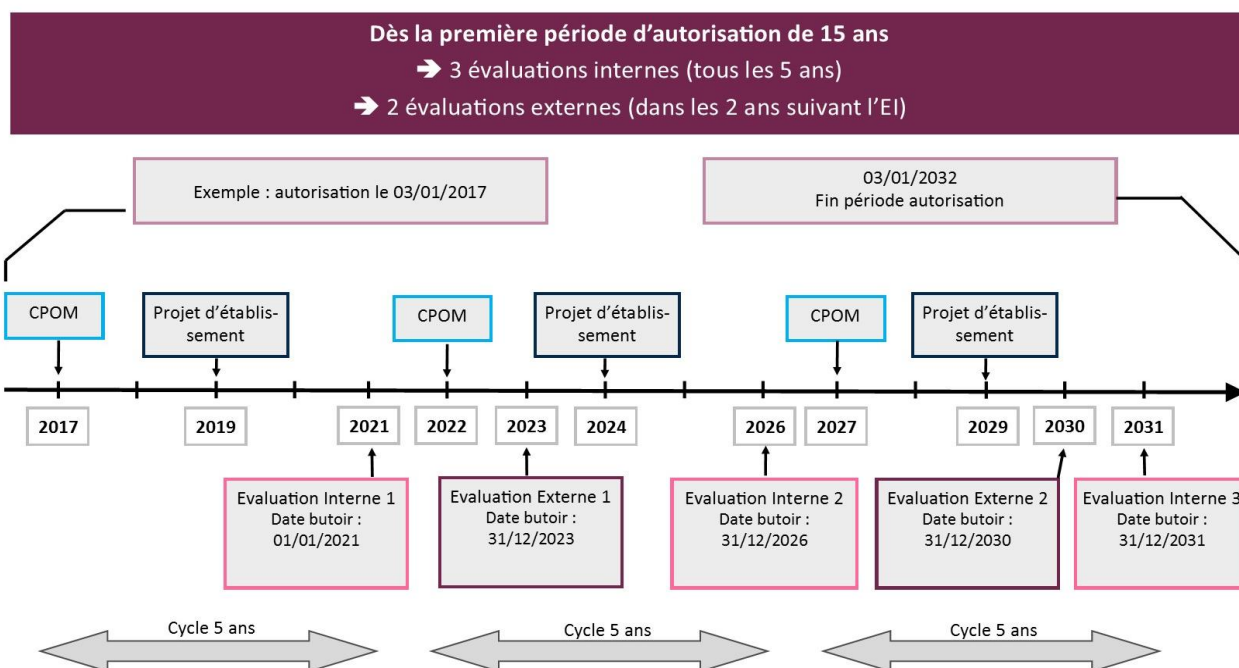 Dès la première période d'autorisation de 15 ans
➔ 3 évaluations internes (tous les 5 ans)
➔ 2 évaluations externes (dans les 2 ans suivant l'EI)
Exemple : autorisation le 03/01/2017
03/01/2032
Fin période autorisation
CPOM
Projet d'établis-
sement
CPOM
Projet d'établis-
sement
CPOM
Projet d'établis-
sement
2017
2019
2021
2022
2023
2024
2026
2027
2029
2030
2031
Evaluation Interne 1
Date butoir :
01/01/2021
Evaluation Externe 1
Date butoir :
31/12/2023
Evaluation Interne 2
Date butoir :
31/12/2026
Evaluation Externe 2
Date butoir :
31/12/2030
Evaluation Interne 3
Date butoir :
31/12/2031
Cycle 5 ans
Cycle 5 ans
Cycle 5 ans